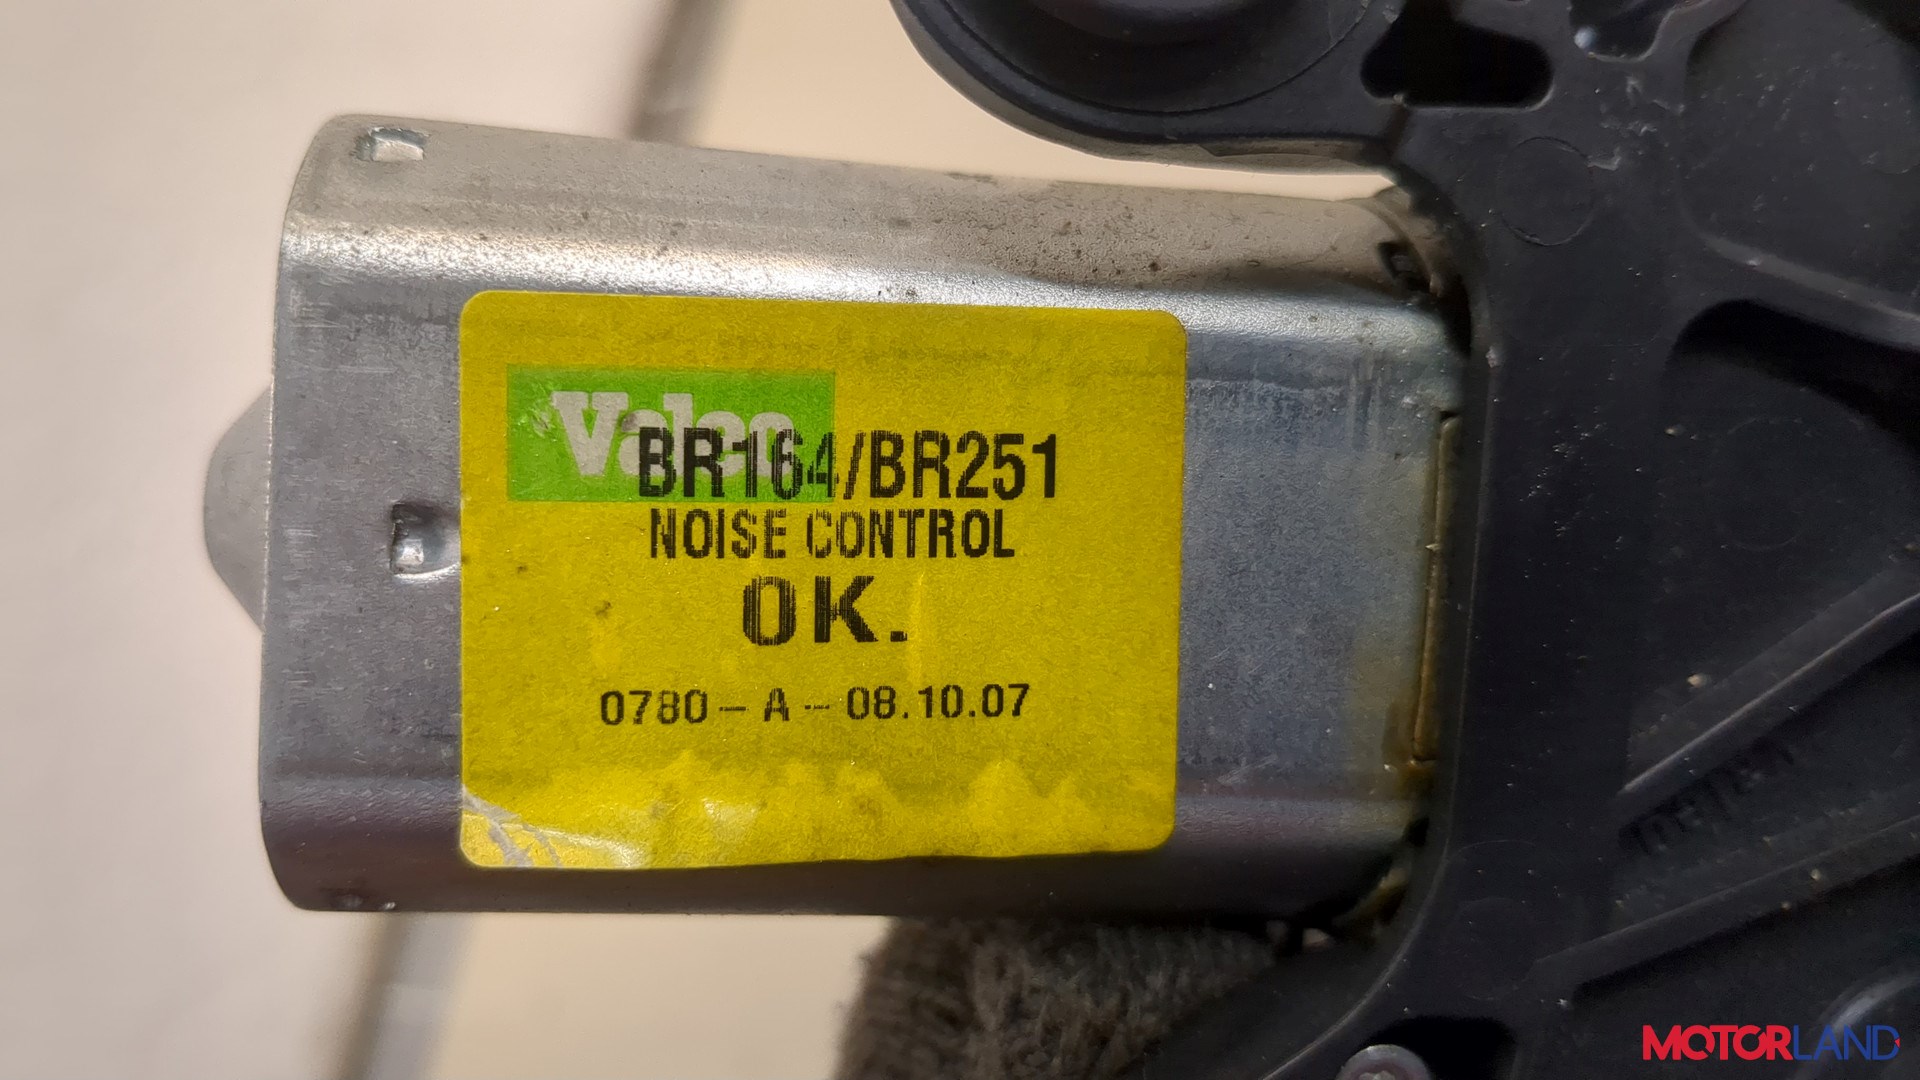 Valeo
BR164/BR251
NOISE CONTROL
OK.
0780 - A - 08.10.07
MOTORLAND